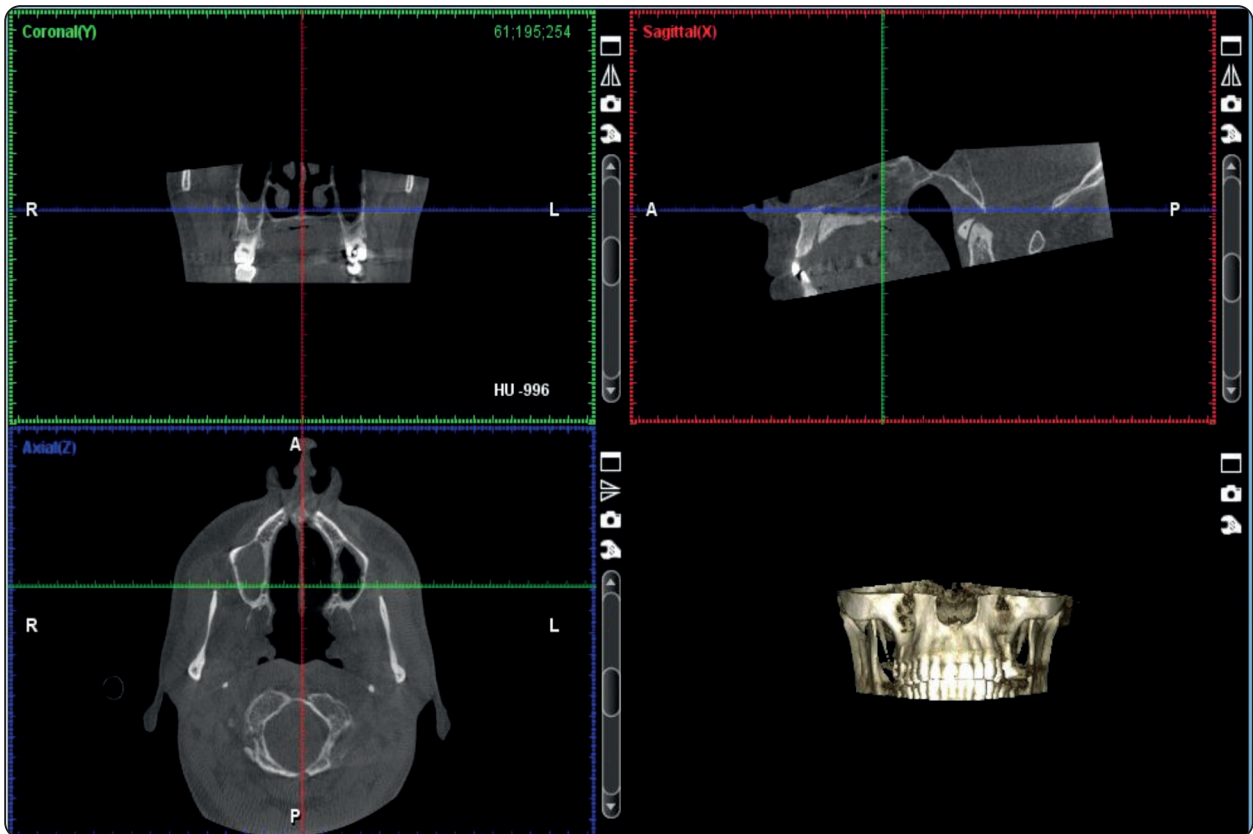 Coronal(Y)
61;195;254
R
L
HU -996
Sagittal(X)
A
P
Axial(Z)
A
R
L
P